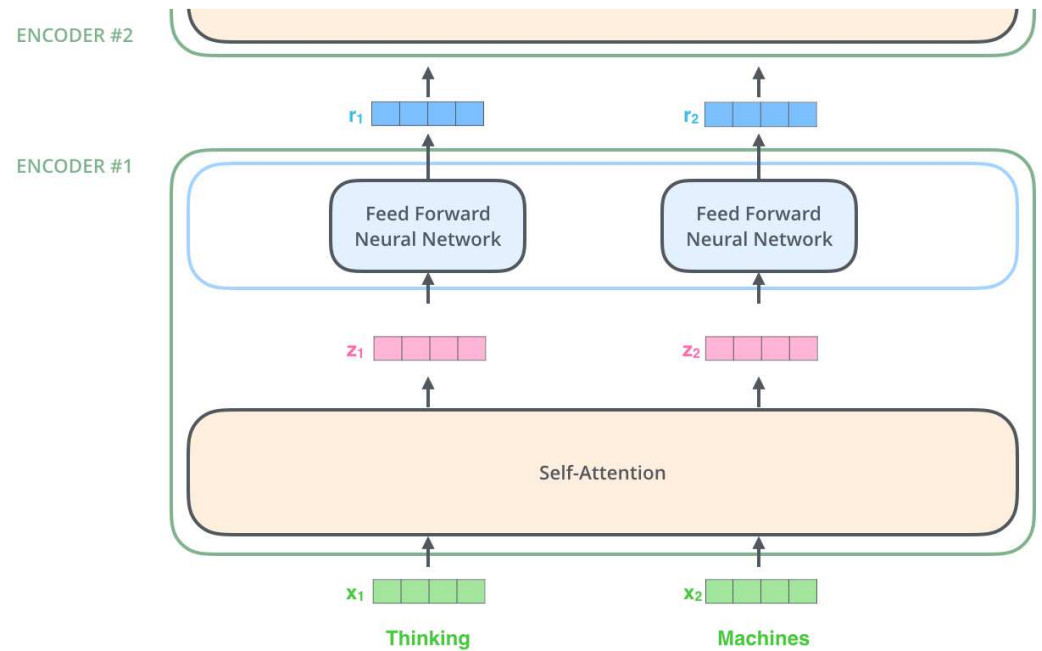 ENCODER #2
r₁
r₂
ENCODER #1
Feed Forward
Neural Network
Feed Forward
Neural Network
z₁
z₂
Self-Attention
x₁
x₂
Thinking
Machines